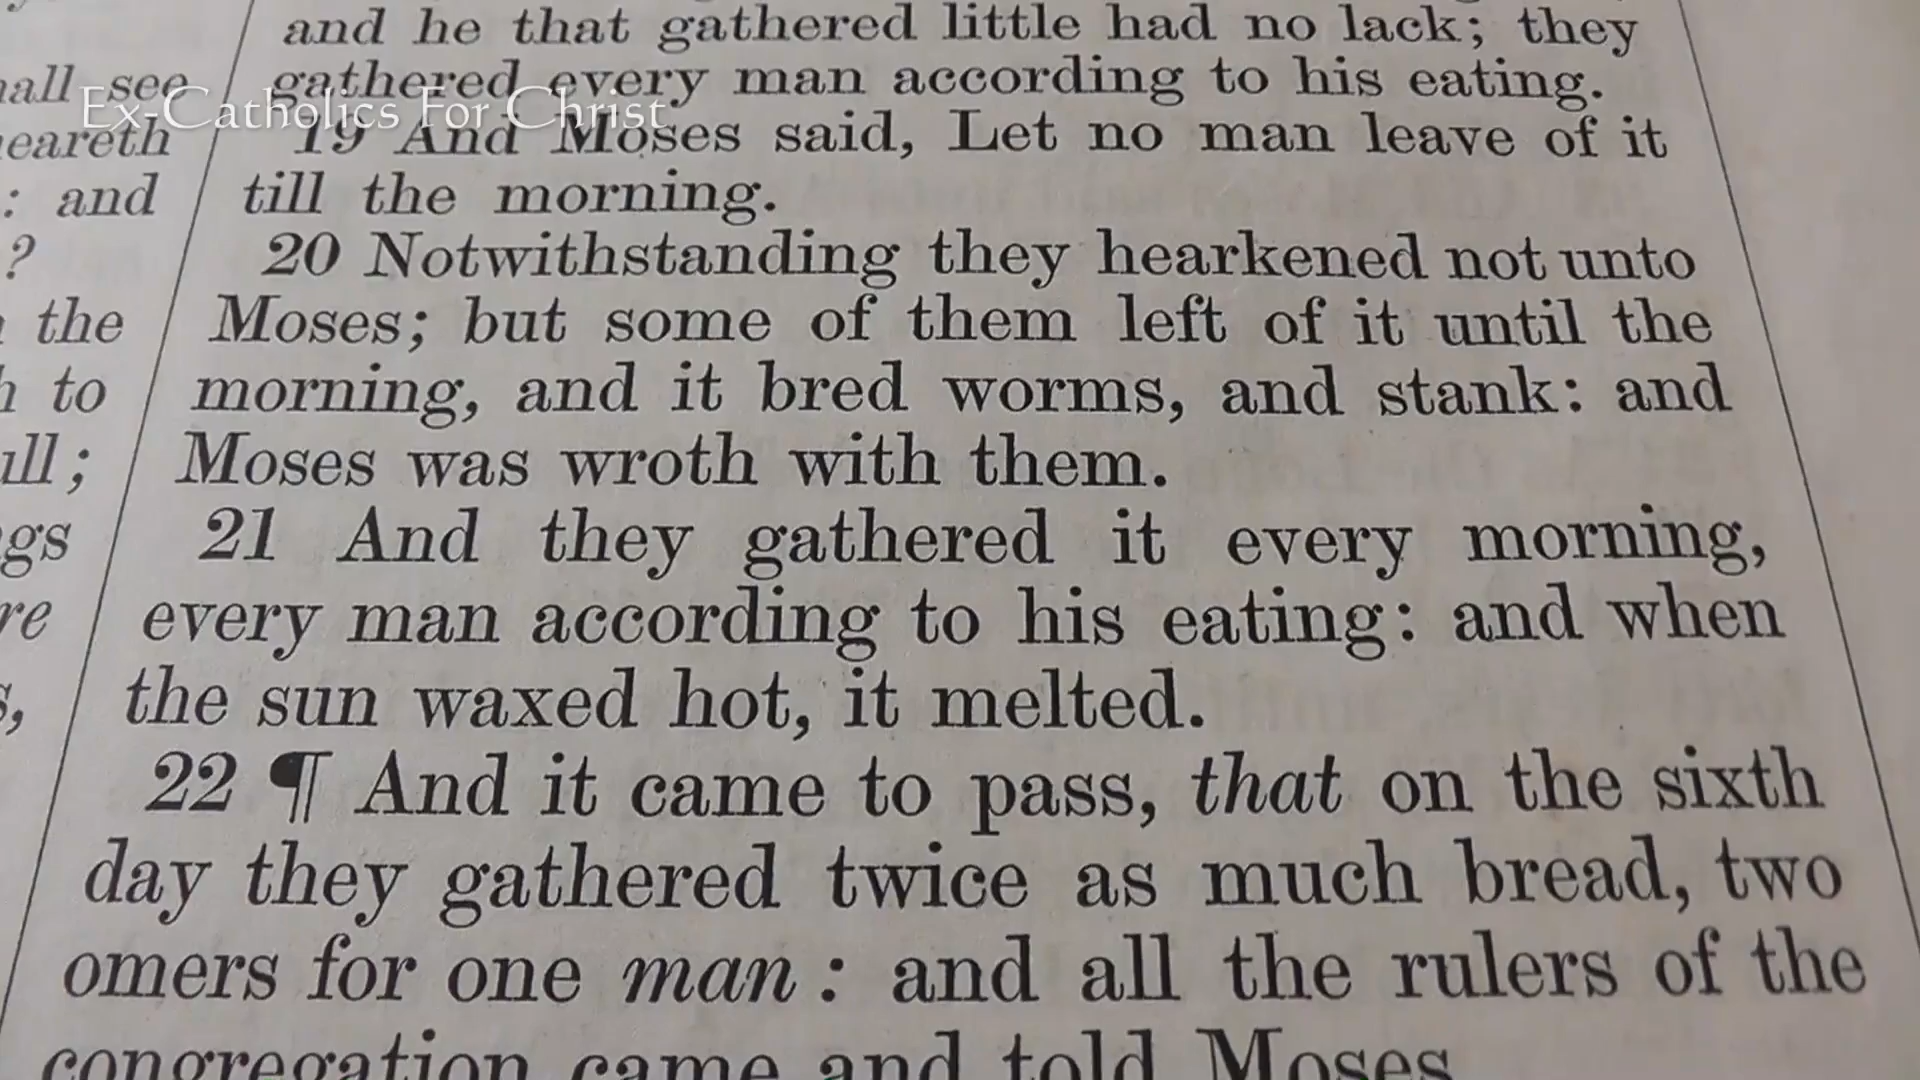 and he that gathered little had no lack; they
gathered every man according to his eating.
19 And Moses said, Let no man leave of it
till the morning.
20 Notwithstanding they hearkened not unto
Moses; but some of them left of it until the
morning, and it bred worms, and stank: and
Moses was wroth with them.
21 And they gathered it every morning,
every man according to his eating: and when
the sun waxed hot, it melted.
22 ¶ And it came to pass, that on the sixth
day they gathered twice as much bread, two
omers for one man: and all the rulers of the
congregation came and told Moses.
see
: and
?
the
to
Ex-Catholics For Christ